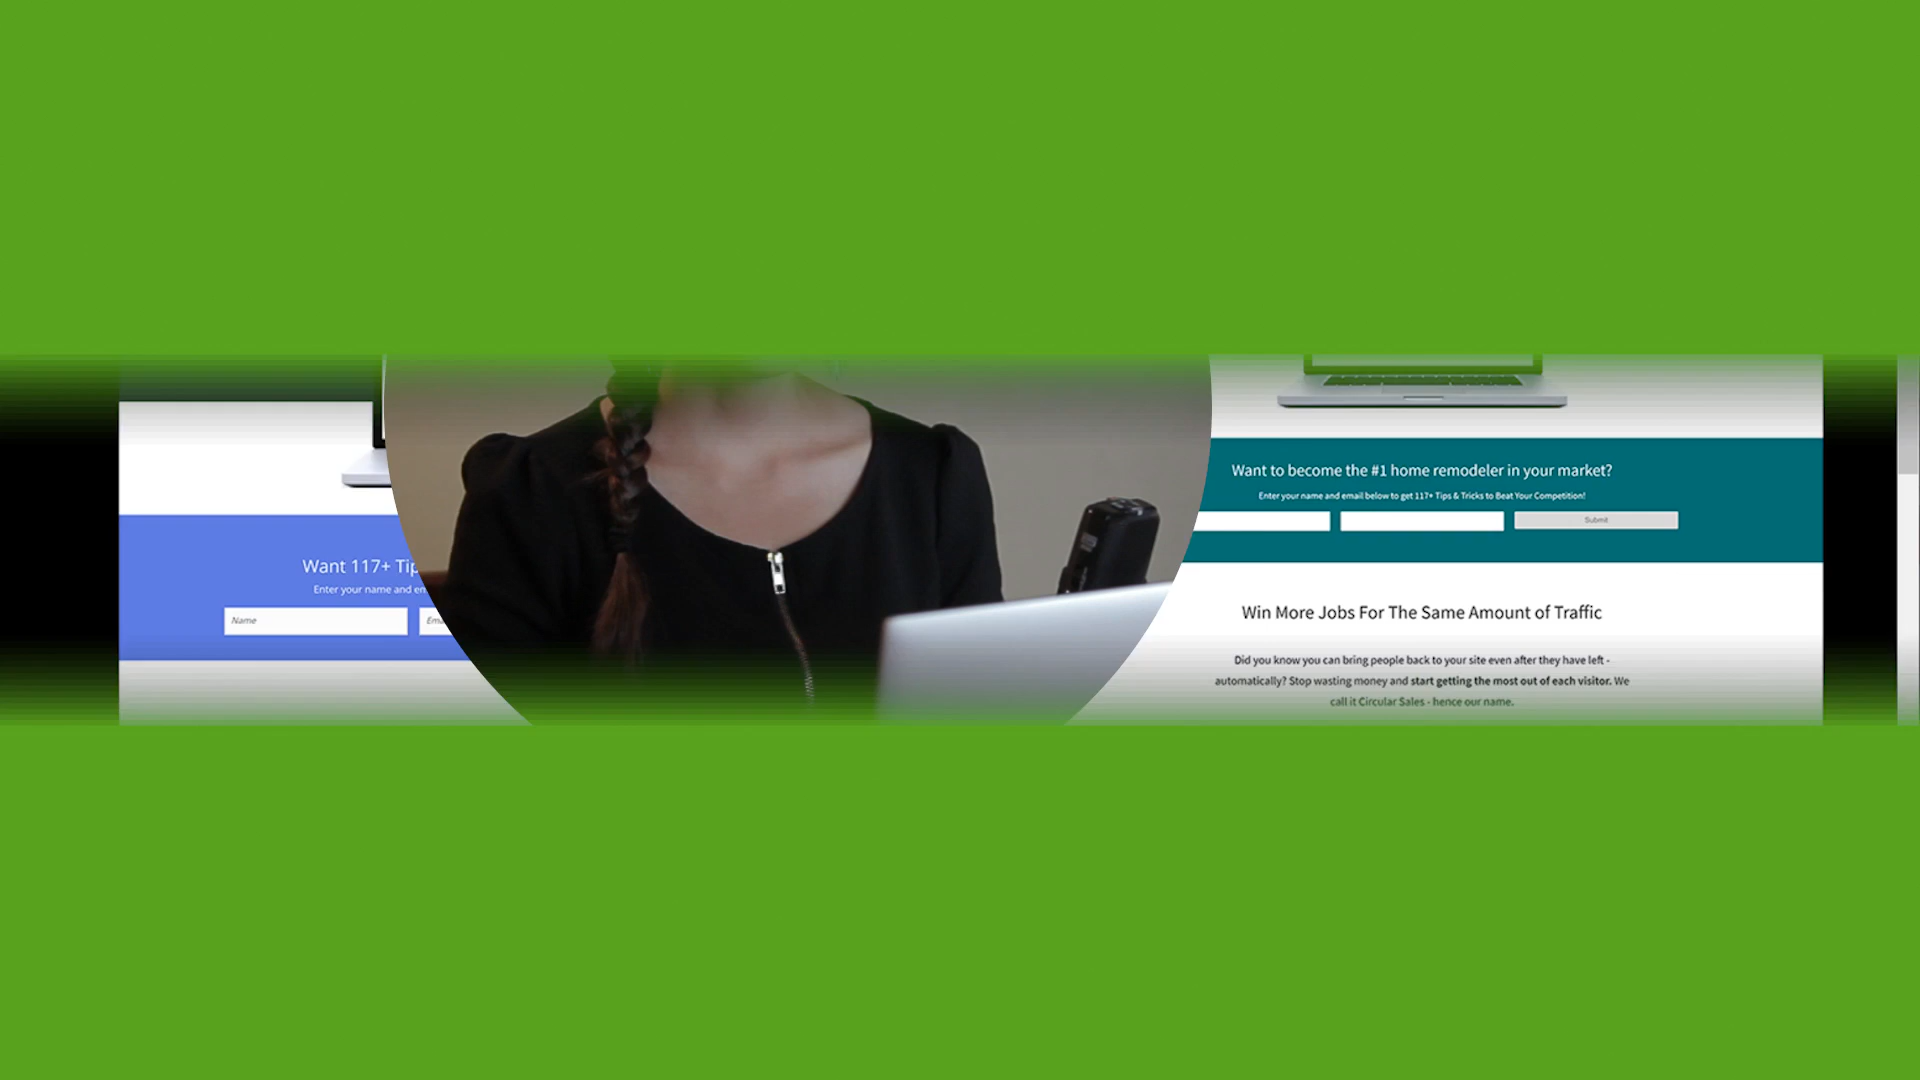 Want 117+ Tip
Enter your name and em
Name
Ema
Want to become the #1 home remodeler in your market?
Enter your name and email below to get 117+ Tips & Tricks to Beat Your Competition!
Submit
Win More Jobs For The Same Amount of Traffic
Did you know you can bring people back to your site even after they have left -
automatically? Stop wasting money and start getting the most out of each visitor. We
call it Circular Sales - hence our name.